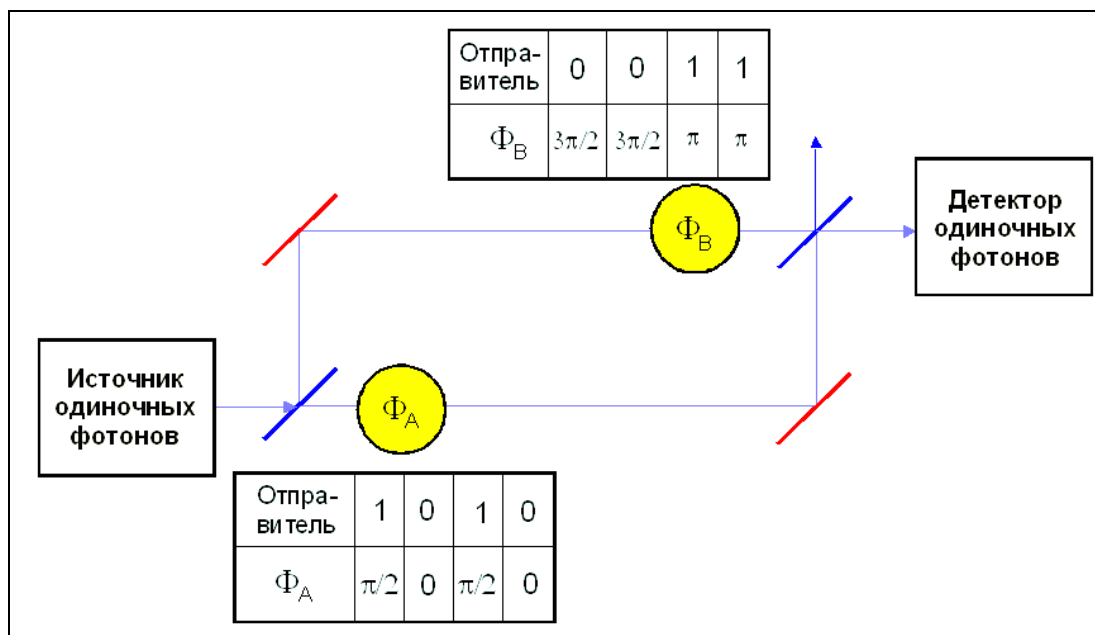 Отпра-
витель 0 0 1 1
ΦB 3π/2 3π/2 π π
ΦB
Детектор
одиночных
фотонов
Источник
одиночных
фотонов
ΦA
Отпра-
витель 1 0 1 0
ΦA π/2 0 π/2 0